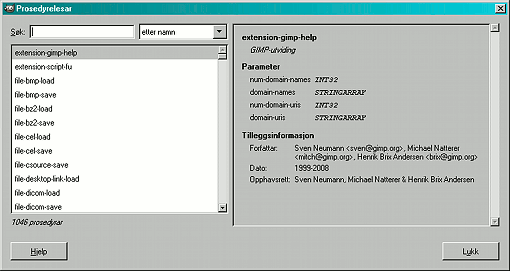 Prosedyrelesar
Søk:
etter namn
extension-gimp-help
extension-script-fu
file-bmp-load
file-bmp-save
file-bz2-load
file-bz2-save
file-cel-load
file-cel-save
file-csource-save
file-desktop-link-load
file-dicom-load
file-dicom-save
1046 prosedyrar
extension-gimp-help
GIMP-utviding
Parameter
num-domain-names INT32
domain-names STRINGARRAY
num-domain-uris INT32
domain-uris STRINGARRAY
Tilleggsinformasjon
Forfattar: Sven Neumann <sven@gimp.org>, Michael Natterer
<mitch@gimp.org>, Henrik Brix Andersen <brix@gimp.org>
Dato: 1999-2008
Opphavsrett: Sven Neumann, Michael Natterer & Henrik Brix Andersen
Hjelp
Lukk